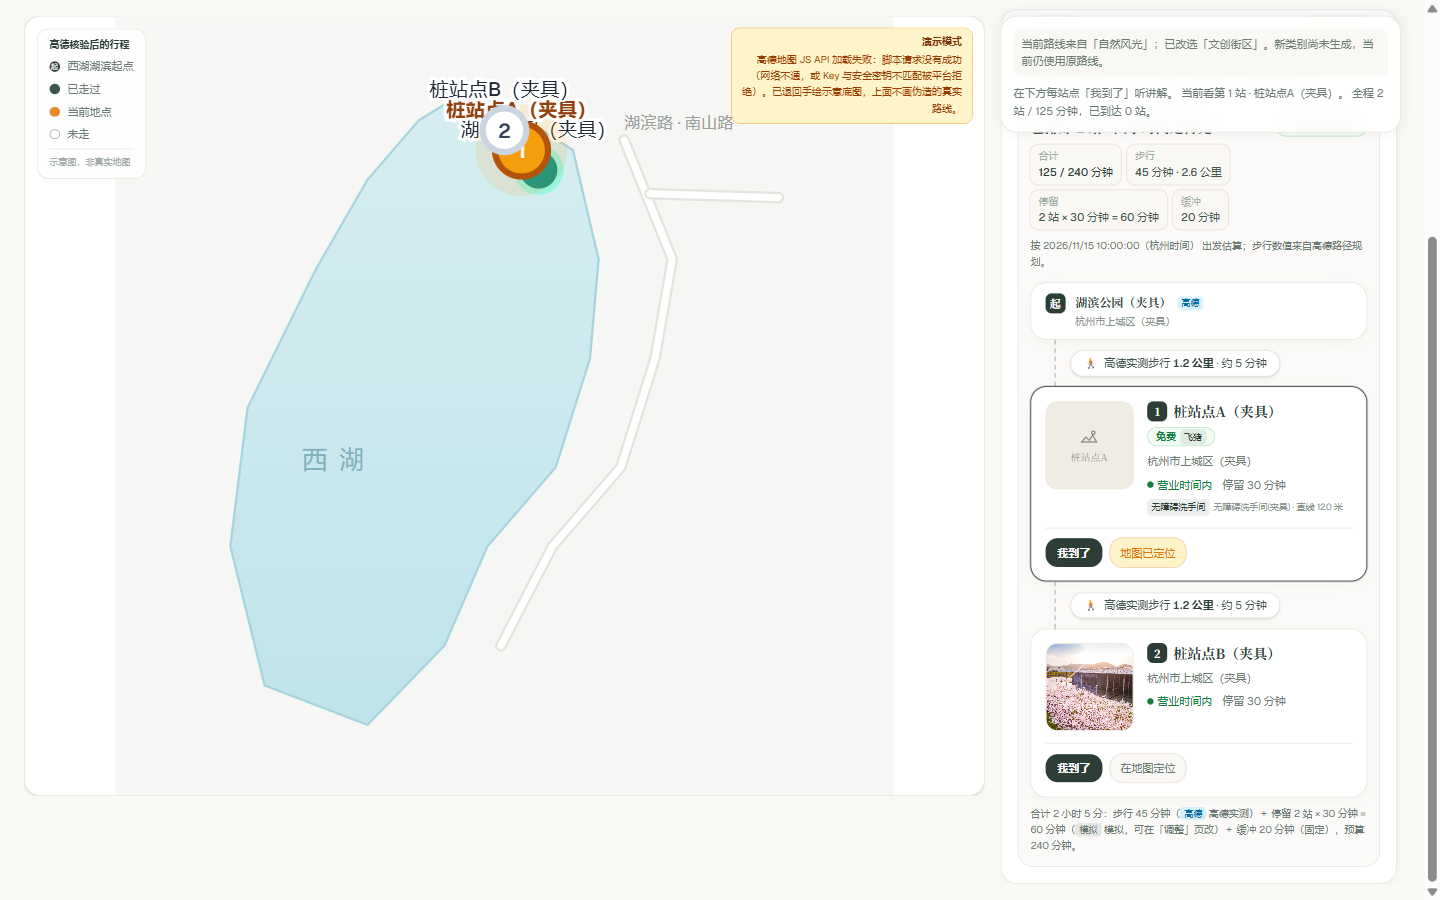 高德核验后的行程
起 西湖湖滨起点
已走过
当前地点
未走
示意图，非真实地图
演示模式
高德地图 JS API 加载失败：脚本请求没有成功
（网络不通，或 Key 与安全密钥不匹配被平台拒
绝）。已退回手绘示意底图，上面不画伪造的真实
路线。
桩站点B（夹具）
桩站点A（夹具）
湖
（夹具）
2
湖滨路 · 南山路
西 湖
当前路线来自「自然风光」；已改选「文创街区」。新类别尚未生成，当
前仍使用原路线。
在下方每站点「我到了」听讲解。 当前看第 1 站 · 桩站点A（夹具）。 全程 2
站 / 125 分钟，已到达 0 站。
合计
125 / 240 分钟
步行
45 分钟 · 2.6 公里
停留
2 站 × 30 分钟 = 60 分钟
缓冲
20 分钟
按 2026/11/15 10:00:00（杭州时间） 出发估算；步行数值来自高德路径规
划。
起 湖滨公园（夹具） 高德
杭州市上城区（夹具）
高德实测步行 1.2 公里 · 约 5 分钟
桩站点A
1 桩站点A（夹具）
免费 飞猪
杭州市上城区（夹具）
营业时间内 停留 30 分钟
无障碍洗手间 无障碍洗手间(夹具) · 直线 120 米
我到了 地图已定位
高德实测步行 1.2 公里 · 约 5 分钟
2 桩站点B（夹具）
杭州市上城区（夹具）
营业时间内 停留 30 分钟
我到了 在地图定位
合计 2 小时 5 分：步行 45 分钟（高德 高德实测）+ 停留 2 站 × 30 分钟 =
60 分钟（模拟 模拟，可在「调整」页改）+ 缓冲 20 分钟（固定），预算
240 分钟。